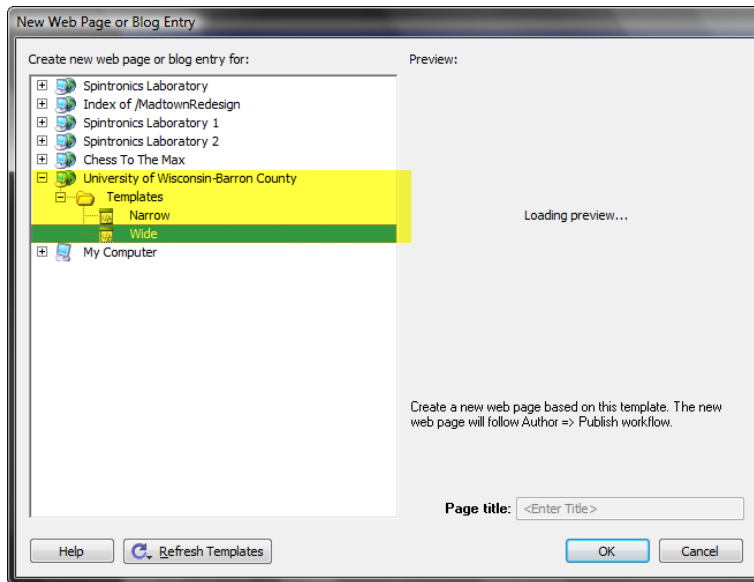 New Web Page or Blog Entry
Create new web page or blog entry for:
Preview:
Spintronics Laboratory
Index of /MadtownRedesign
Spintronics Laboratory 1
Spintronics Laboratory 2
Chess To The Max
University of Wisconsin-Barron County
Templates
Narrow
Wide
My Computer
Loading preview...
Create a new web page based on this template. The new
web page will follow Author => Publish workflow.
Page title: <Enter Title>
Help
Refresh Templates
OK
Cancel